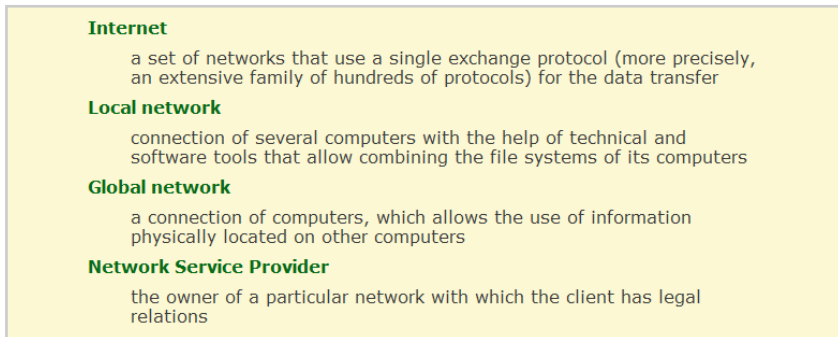 Internet
a set of networks that use a single exchange protocol (more precisely,
an extensive family of hundreds of protocols) for the data transfer
Local network
connection of several computers with the help of technical and
software tools that allow combining the file systems of its computers
Global network
a connection of computers, which allows the use of information
physically located on other computers
Network Service Provider
the owner of a particular network with which the client has legal
relations